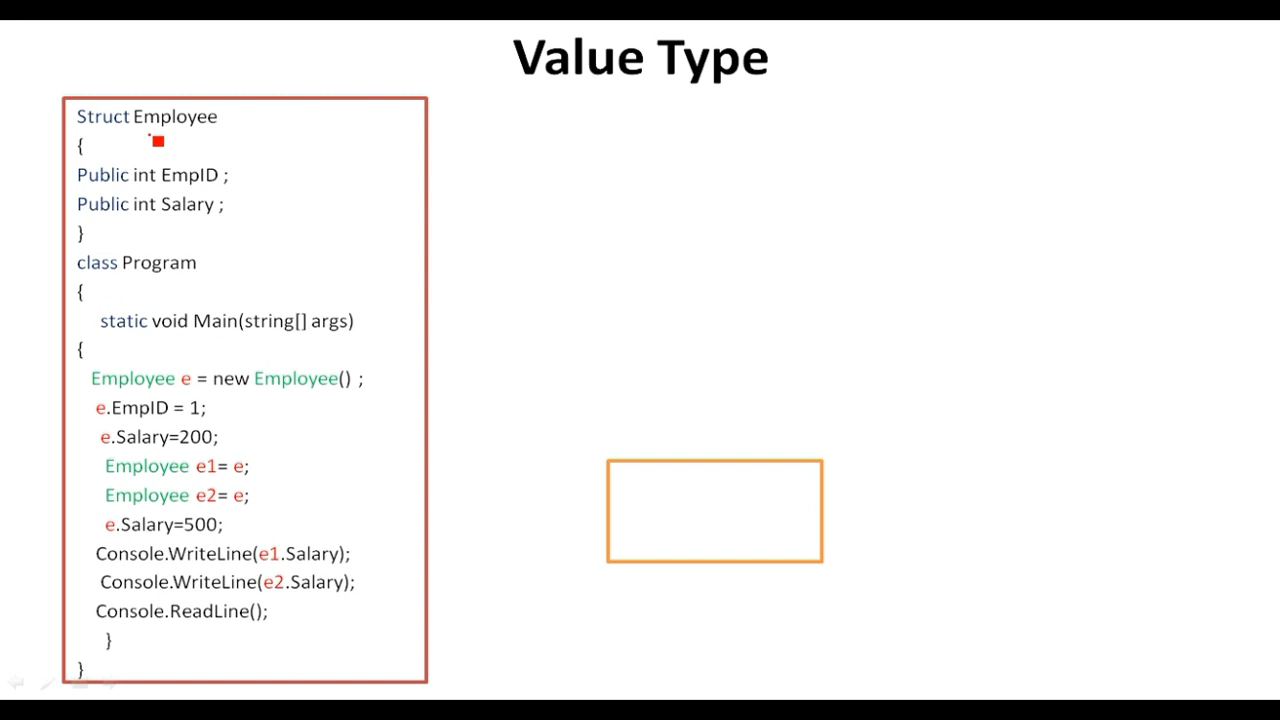 Value Type
Struct Employee
{
Public int EmpID ;
Public int Salary ;
}
class Program
{
static void Main(string[] args)
{
Employee e = new Employee() ;
e.EmpID = 1;
e.Salary=200;
Employee e1= e;
Employee e2= e;
e.Salary=500;
Console.WriteLine(e1.Salary);
Console.WriteLine(e2.Salary);
Console.ReadLine();
}
}